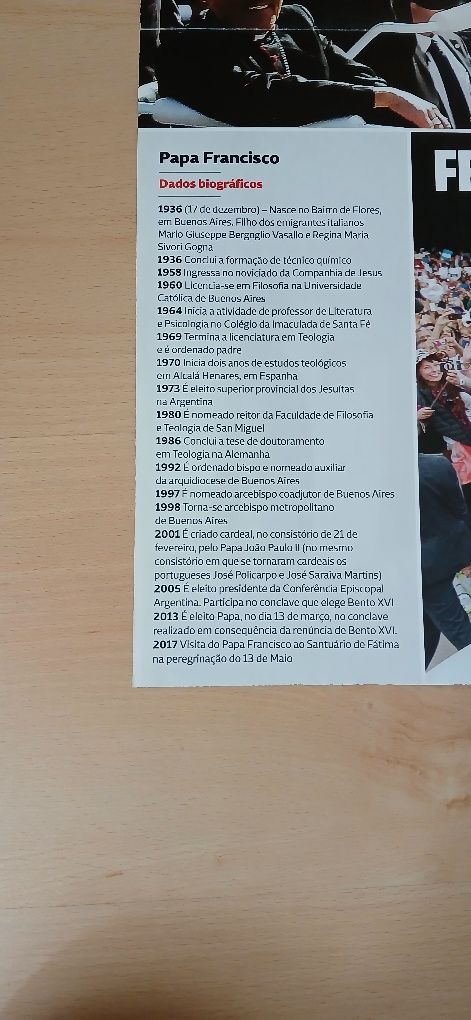 Papa Francisco
Dados biográficos
1936 (17 de dezembro) – Nasce no Bairro de Flores,
em Buenos Aires. Filho dos emigrantes italianos
Mario Giuseppe Bergoglio Vasallo e Regina Maria
Sivori Gogna
1936 Conclui a formação de técnico químico
1958 Ingressa no noviciado da Companhia de Jesus
1960 Licencia-se em Filosofia na Universidade
Católica de Buenos Aires
1964 Inicia a atividade de professor de Literatura
e Psicologia no Colégio da Imaculada de Santa Fé
1969 Termina a licenciatura em Teologia
e é ordenado padre
1970 Inicia dois anos de estudos teológicos
em Alcalá Henares, em Espanha
1973 É eleito superior provincial dos Jesuítas
na Argentina
1980 É nomeado reitor da Faculdade de Filosofia
e Teologia de San Miguel
1986 Conclui a tese de doutoramento
em Teologia na Alemanha
1992 É ordenado bispo e nomeado auxiliar
da arquidiocese de Buenos Aires
1997 É nomeado arcebispo coadjutor de Buenos Aires
1998 Torna-se arcebispo metropolitano
de Buenos Aires
2001 É criado cardeal, no consistório de 21 de
fevereiro, pelo Papa João Paulo II (no mesmo
consistório em que se tornaram cardeais os
portugueses José Policarpo e José Saraiva Martins)
2005 É eleito presidente da Conferência Episcopal
Argentina. Participa no conclave que elege Bento XVI
2013 É eleito Papa, no dia 13 de março, no conclave
realizado em consequência da renúncia de Bento XVI.
2017 Visita do Papa Francisco ao Santuário de Fátima
na peregrinação do 13 de Maio